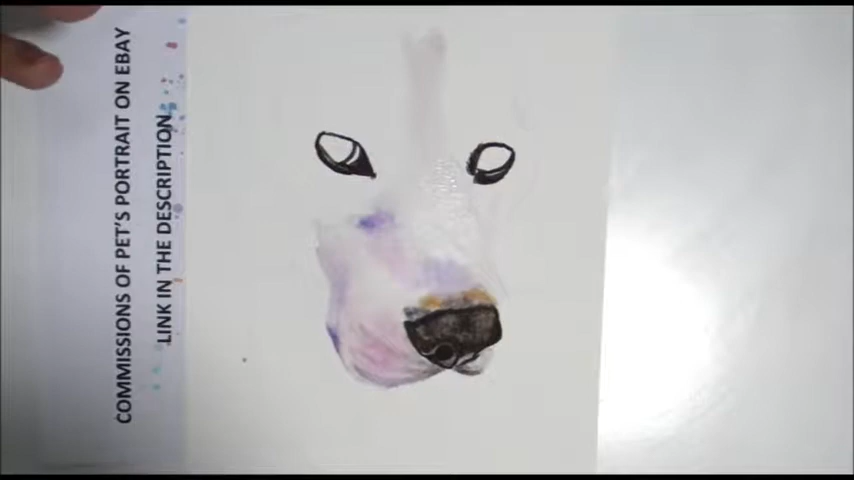 COMMISSIONS OF PET'S PORTRAIT ON EBAY
LINK IN THE DESCRIPTION